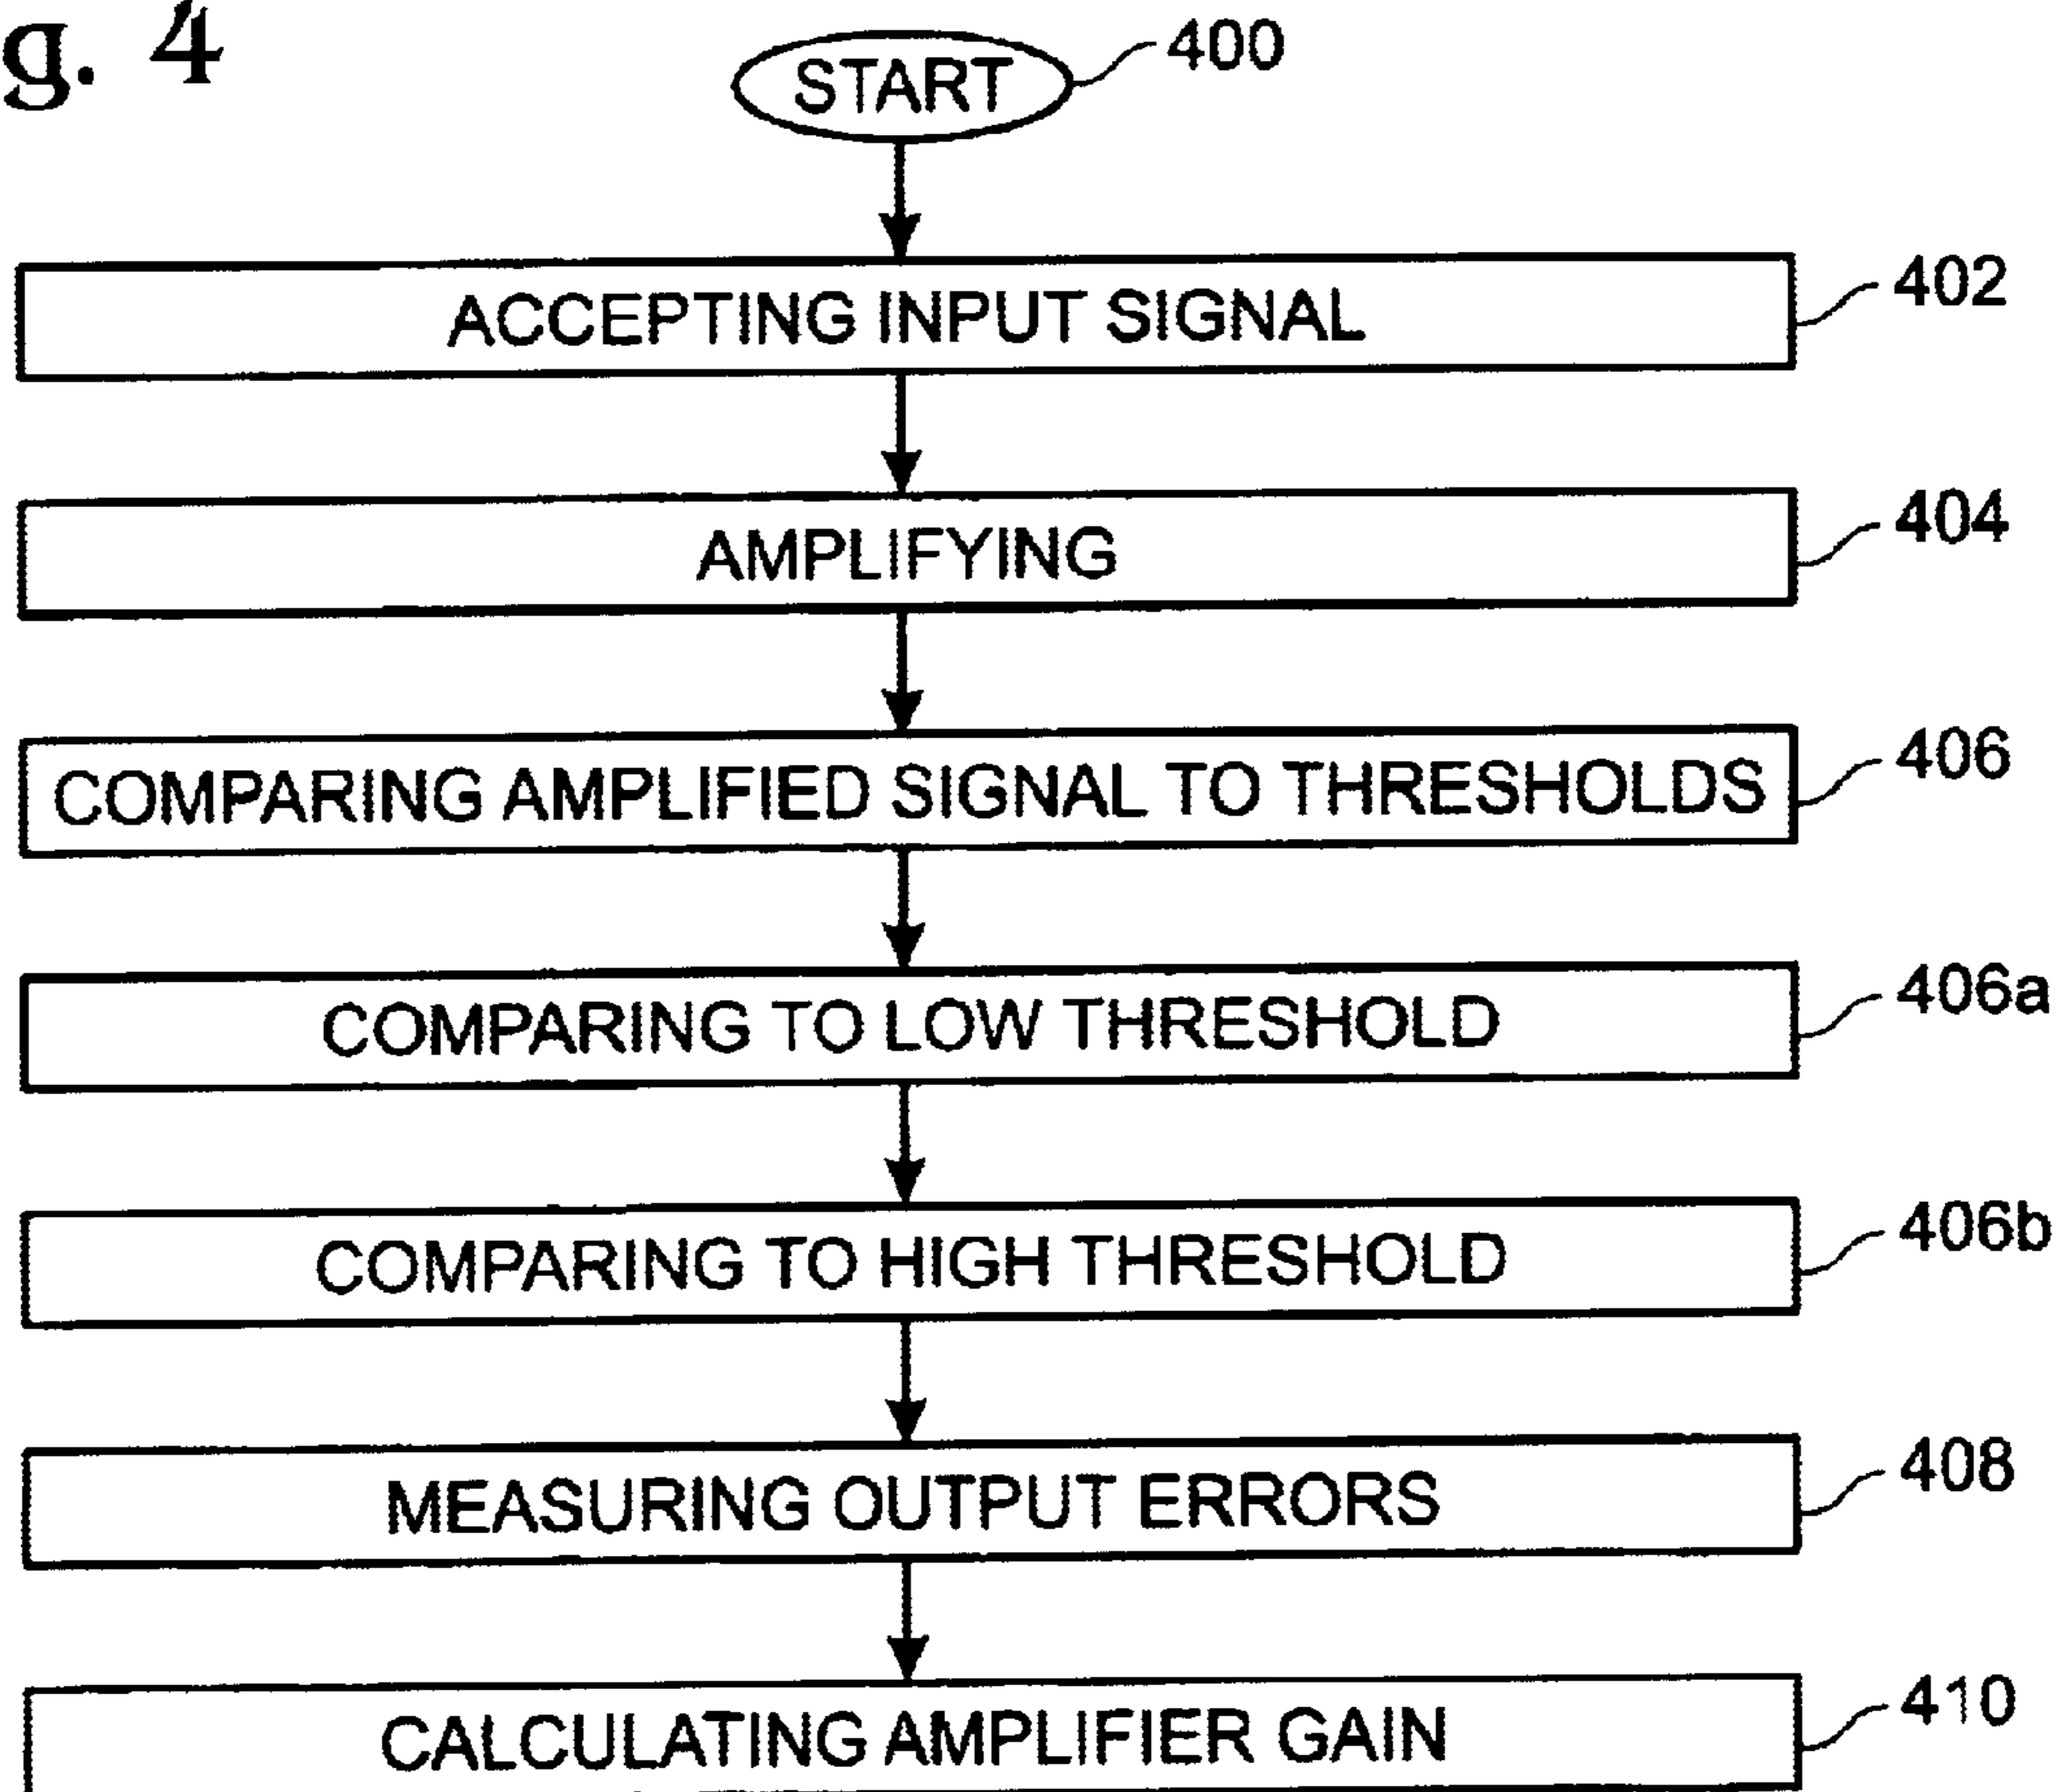 g. 4
START
400
ACCEPTING INPUT SIGNAL
402
AMPLIFYING
404
COMPARING AMPLIFIED SIGNAL TO THRESHOLDS
406
COMPARING TO LOW THRESHOLD
406a
COMPARING TO HIGH THRESHOLD
406b
MEASURING OUTPUT ERRORS
408
CALCULATING AMPLIFIER GAIN
410